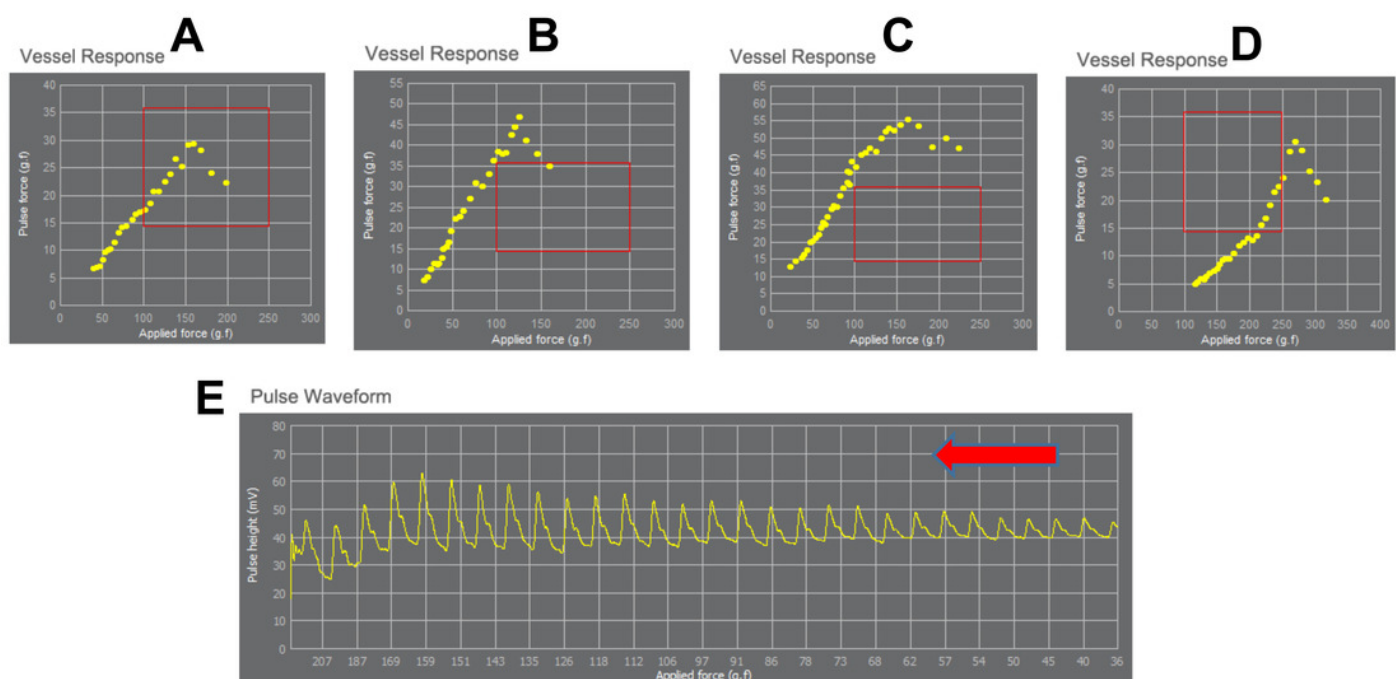 A
Vessel Response
40
35
30
25
20
15
10
5
0
Pulse force (g.f)
0 50 100 150 200 250 300
Applied force (g.f)
B
Vessel Response
55
50
45
40
35
30
25
20
15
10
5
0
Pulse force (g.f)
0 50 100 150 200 250 300
Applied force (g.f)
C
Vessel Response
65
60
55
50
45
40
35
30
25
20
15
10
5
0
Pulse force (g.f)
0 50 100 150 200 250 300
Applied force (g.f)
D
Vessel Response
40
35
30
25
20
15
10
5
0
Pulse force (g.f)
0 50 100 150 200 250 300 350 400
Applied force (g.f)
E
Pulse Waveform
80
70
60
50
40
30
20
10
0
Pulse height (mV)
207 187 169 159 151 143 135 126 118 112 106 97 91 86 78 73 68 62 57 54 50 45 40 36
Applied force (g.f)